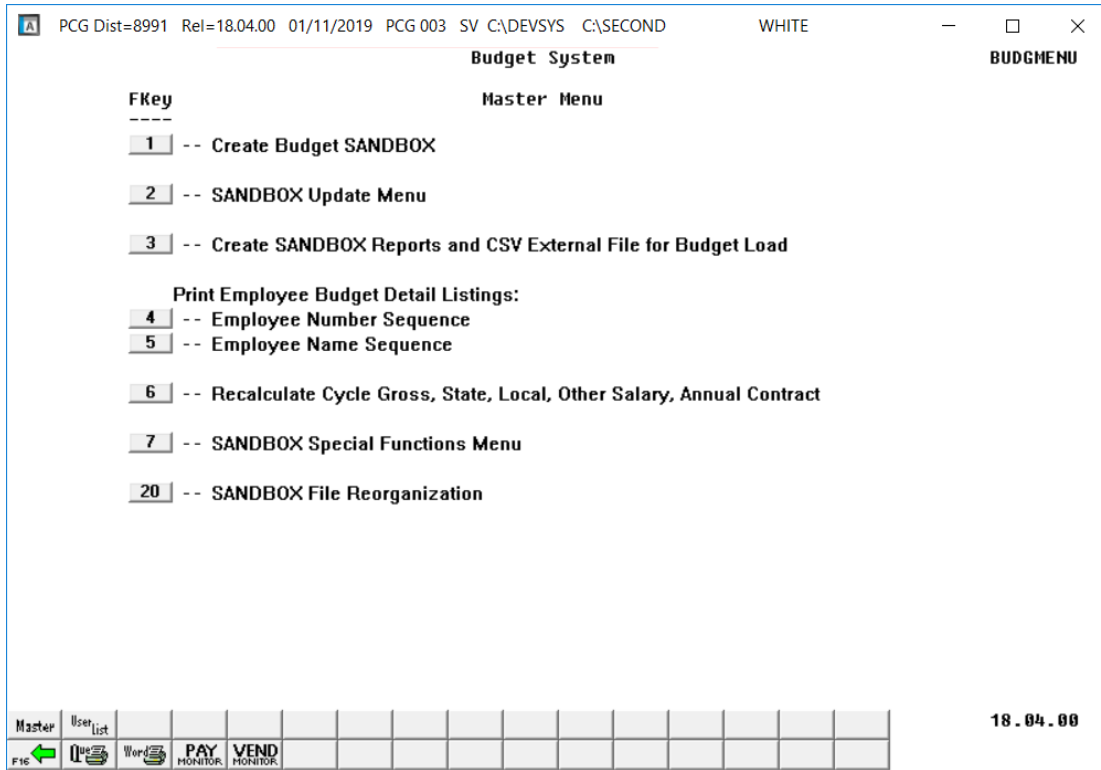 A PCG Dist=8991 Rel=18.04.00 01/11/2019 PCG 003 SV C:\DEVSYS C:\SECOND WHITE
Budget System BUDGMENU
FKey Master Menu
----
1 -- Create Budget SANDBOX
2 -- SANDBOX Update Menu
3 -- Create SANDBOX Reports and CSV External File for Budget Load
Print Employee Budget Detail Listings:
4 -- Employee Number Sequence
5 -- Employee Name Sequence
6 -- Recalculate Cycle Gross, State, Local, Other Salary, Annual Contract
7 -- SANDBOX Special Functions Menu
20 -- SANDBOX File Reorganization
Master User List 18.04.00
F16 Que Word PAY MONITOR VEND MONITOR